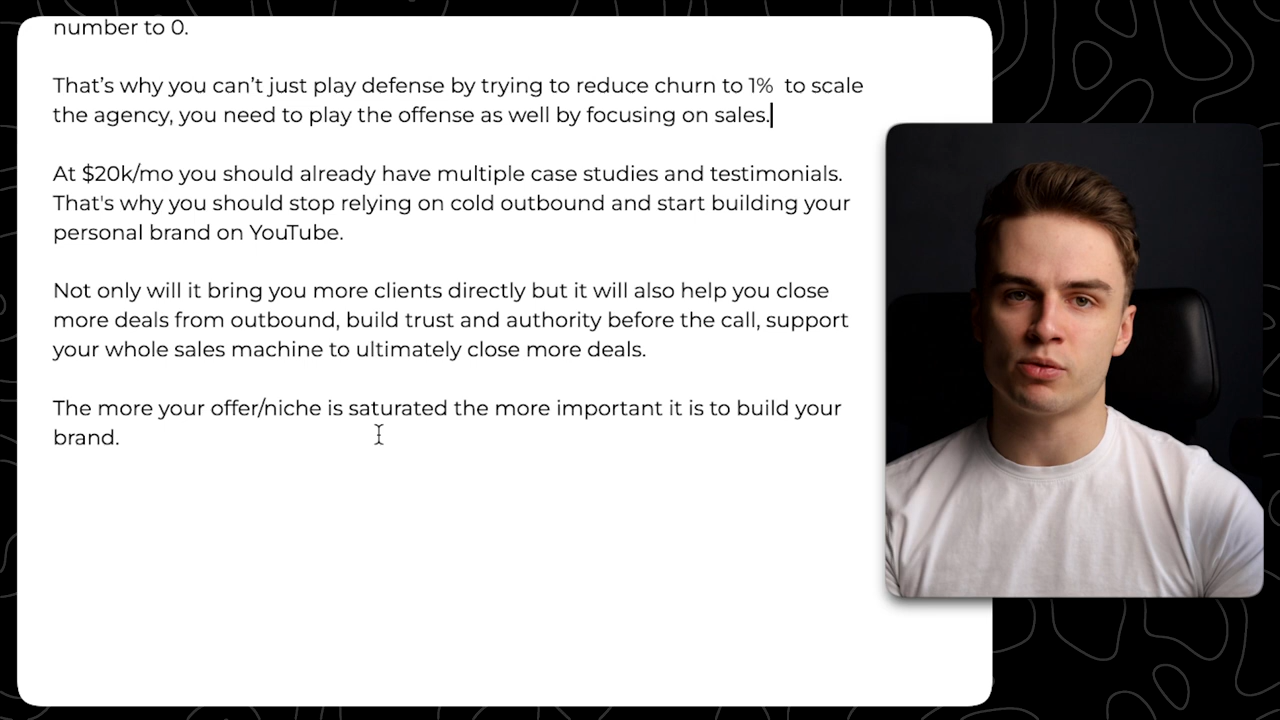 number to 0.
That’s why you can’t just play defense by trying to reduce churn to 1%  to scale
the agency, you need to play the offense as well by focusing on sales.
At $20k/mo you should already have multiple case studies and testimonials.
That's why you should stop relying on cold outbound and start building your
personal brand on YouTube.
Not only will it bring you more clients directly but it will also help you close
more deals from outbound, build trust and authority before the call, support
your whole sales machine to ultimately close more deals.
The more your offer/niche is saturated the more important it is to build your
brand.